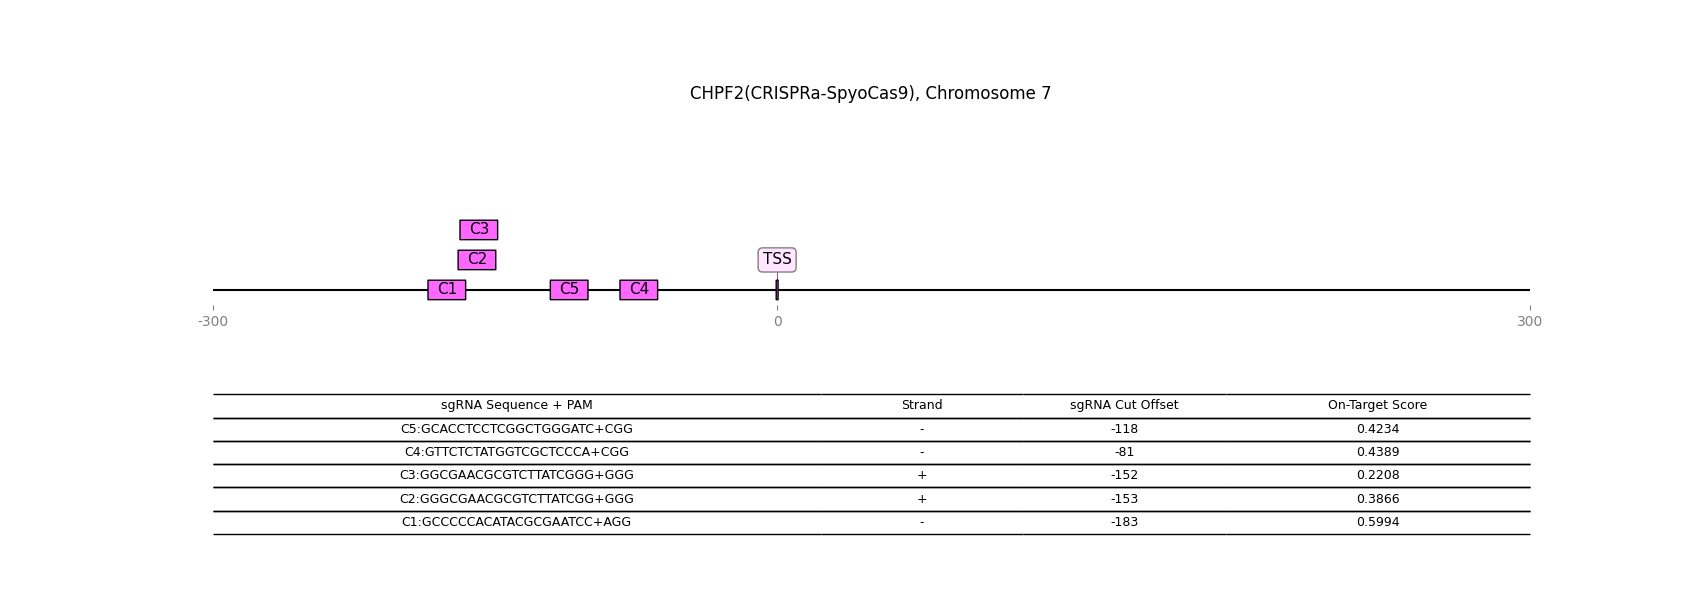 CHPF2(CRISPRa-SpyoCas9), Chromosome 7
C3
C2
TSS
C1 C5 C4
-300 0 300
sgRNA Sequence + PAM Strand sgRNA Cut Offset On-Target Score
C5:GCACCTCCTCGGCTGGGATC+CGG - -118 0.4234
C4:GTTCTCTATGGTCGCTCCCA+CGG - -81 0.4389
C3:GGCGAACGCGTCTTATCGGG+GGG + -152 0.2208
C2:GGGCGAACGCGTCTTATCGG+GGG + -153 0.3866
C1:GCCCCCACATACGCGAATCC+AGG - -183 0.5994